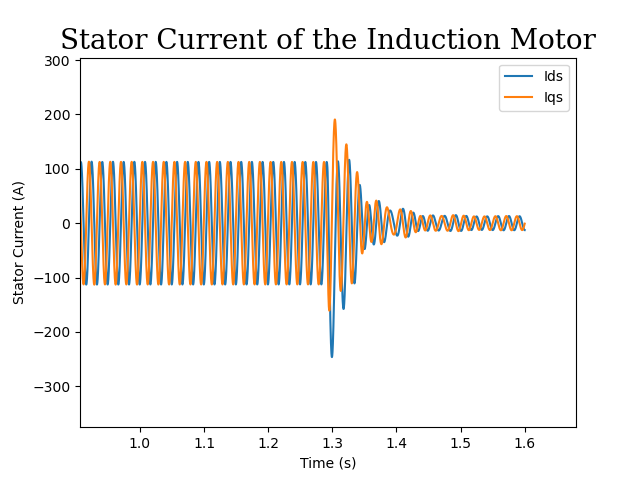 Stator Current of the Induction Motor
300
200
100
0
−100
−200
−300
Stator Current (A)
Ids
Iqs
1.0 1.1 1.2 1.3 1.4 1.5 1.6
Time (s)